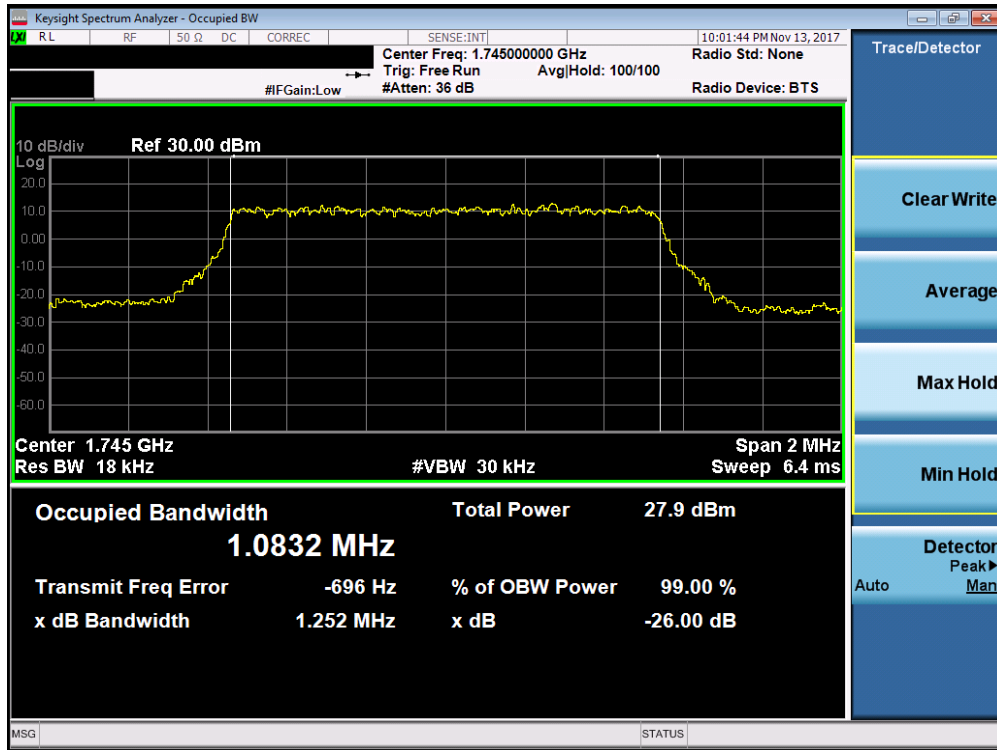 Keysight Spectrum Analyzer - Occupied BW
LXI RL RF 50 Ω DC CORREC SENSE:INT 10:01:44 PM Nov 13, 2017
Center Freq: 1.745000000 GHz Radio Std: None
Trig: Free Run Avg|Hold: 100/100
#IFGain:Low #Atten: 36 dB Radio Device: BTS
Trace/Detector
10 dB/div Ref 30.00 dBm
Log
20.0
10.0
0.00
-10.0
-20.0
-30.0
-40.0
-50.0
-60.0
Center 1.745 GHz Span 2 MHz
Res BW 18 kHz #VBW 30 kHz Sweep 6.4 ms
Occupied Bandwidth Total Power 27.9 dBm
1.0832 MHz
Transmit Freq Error -696 Hz % of OBW Power 99.00 %
x dB Bandwidth 1.252 MHz x dB -26.00 dB
Clear Write
Average
Max Hold
Min Hold
Detector
Peak▶
Auto Man
MSG STATUS